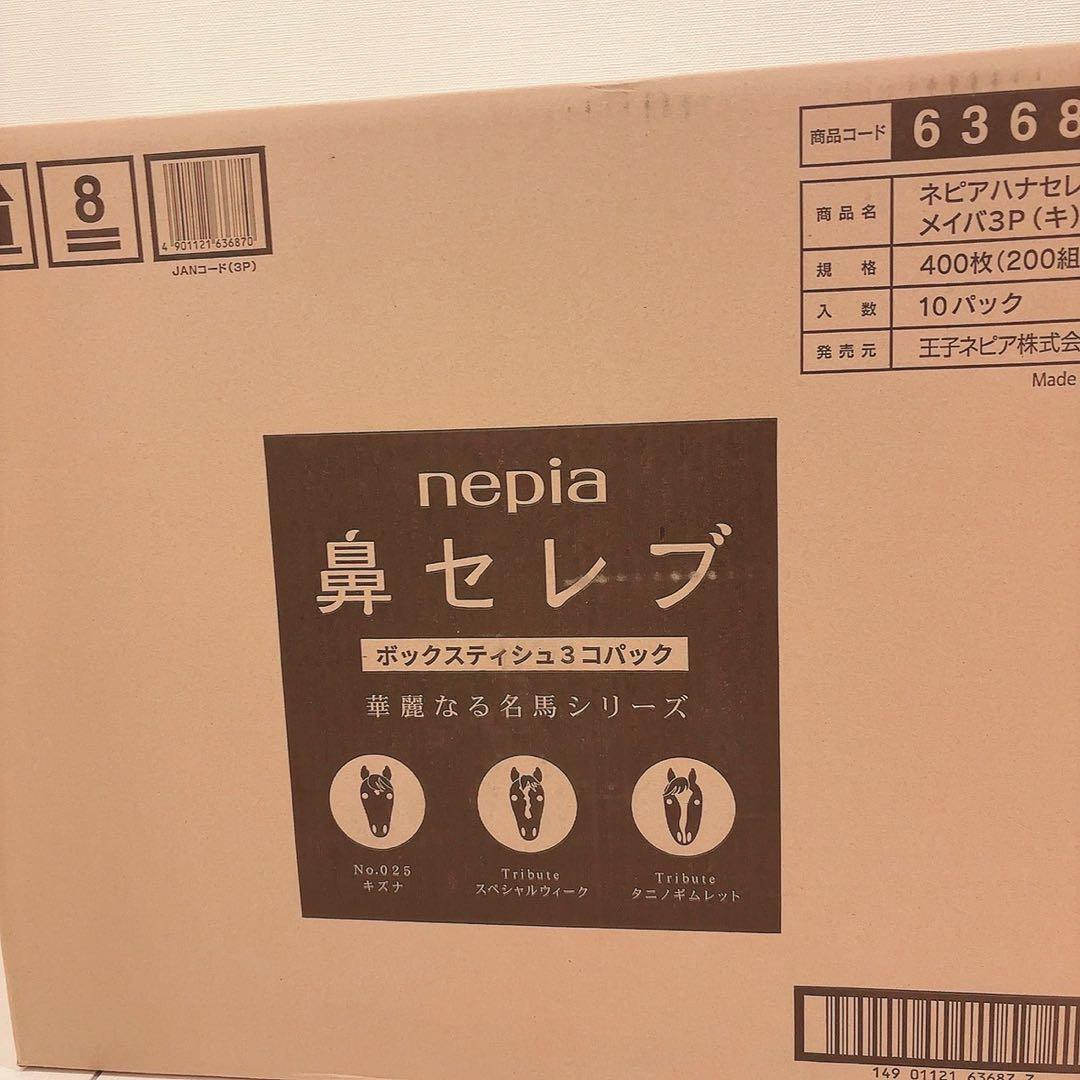 8
4 901121 636870
JANコード(3P)
商品コード 6368
商品名 ネピアハナセレ
メイバ3P(キ)
規格 400枚(200組
入数 10パック
発売元 王子ネピア株式会
Made
nepia
鼻セレブ
ボックスティシュ3コパック
華麗なる名馬シリーズ
No.025
キズナ
Tribute
スペシャルウィーク
Tribute
タニノギムレット
149 01121 63687 7